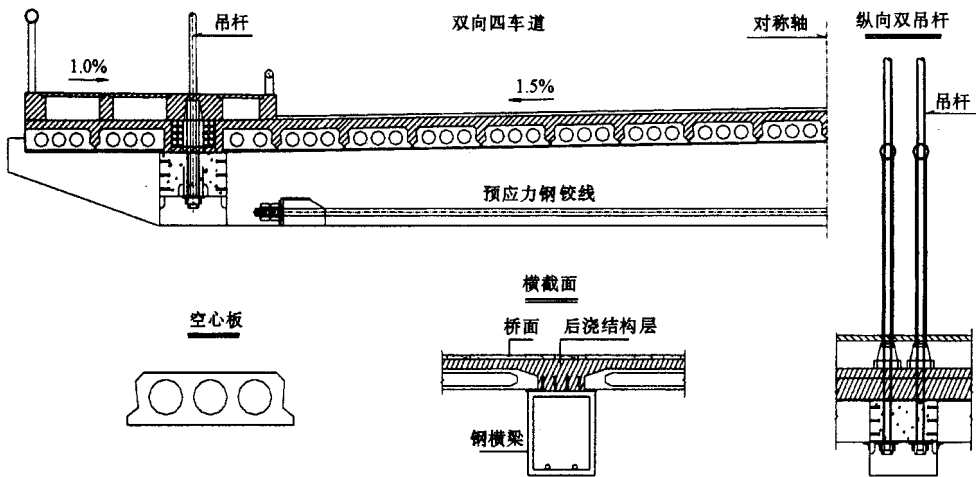 吊杆
双向四车道
对称轴
纵向双吊杆
1.0%
1.5%
吊杆
预应力钢铰线
横截面
空心板
桥面
后浇结构层
钢横梁